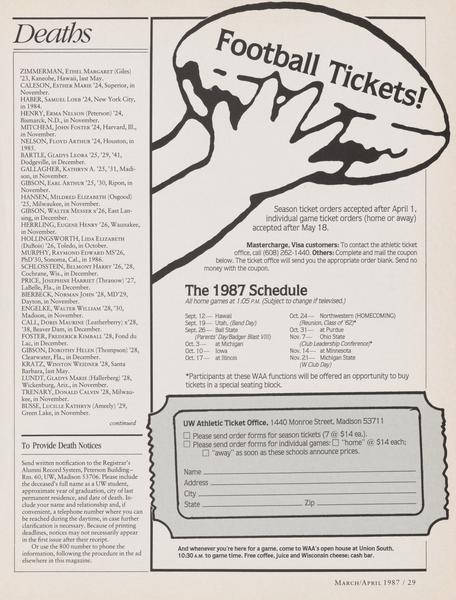 Deaths
ZIMMERMAN, ETHEL MARGARET (Giles)
'23, Kaneohe, Hawaii, last May.
CALESON, ESTHER MARIE '24, Superior, in
November.
HABER, SAMUEL LOEB '24, New York City,
in 1984.
HENRY, ERMA NELSON (Peterson) '24,
Bismarck, N.D., in November.
MITCHEM, JOHN FOSTER '24, Harvard, Ill.,
in November.
NELSON, FLOYD ARTHUR '24, Houston, in
1985.
BARTLE, GLADYS LEORA '25, '29, '41,
Dodgeville, in December.
GALLAGHER, KATHRYN A. '25, '31, Madi-
son, in November.
GIBSON, EARL ARTHUR '25, '30, Ripon, in
November.
HANSEN, MILDRED ELIZABETH (Osgood)
'25, Milwaukee, in November.
GIBSON, WALTER MESSER x'26, East Lan-
sing, in December.
HERRLING, EUGENE HENRY '26, Waunakee,
in November.
HOLLINGSWORTH, LIDA ELIZABETH
(DuBois) '26, Toledo, in October.
MURPHY, RAYMOND EDWARD MS'26,
PhD'30, Sonoma, Cal., in 1986.
SCHLOSSTEIN, BELMONT HARRY '26, '28,
Cochrane, Wis., in December.
PRICE, JOSEPHINE HARRIET (Thrasow) '27,
LaBelle, Fla., in December.
BIERBECK, NORMAN JOHN '28, MD'29,
Dayton, in November.
ENGELKE, WALTER WILLIAM '28, '30,
Madison, in November.
CALL, DORIS MAURINE (Leatherberry) x'28,
'38, Beaver Dam, in December.
FOSTER, FREDERICK KIMBALL '28, Fond du
Lac, in December.
GIBSON, DOROTHY HELEN (Thompson) '28,
Clearwater, Fla., in December.
KRATZ, WINSTON WEIDNER '28, Santa
Barbara, last May.
LUNDT, GLADYS MARIE (Hallerberg) '28,
Wickenburg, Ariz., in November.
TRENARY, DONALD CALVIN '28, Milwau-
kee, in November.
BUSSE, LUCILLE KATHRYN (Ameely) '29,
Green Lake, in November.
continued
To Provide Death Notices
Send written notification to the Registrar's
Alumni Record System, Peterson Building–
Rm. 60, UW, Madison 53706. Please include
the deceased's full name as a UW student,
approximate year of graduation, city of last
permanent residence, and date of death. In-
clude your name and relationship and, if
convenient, a telephone number where you can
be reached during the daytime, in case further
clarification is necessary. Because of printing
deadlines, notices may not necessarily appear
in the first issue after their receipt.
Or use the 800 number to phone the
information, following the procedure in the ad
elsewhere in this magazine.
Football Tickets!
Season ticket orders accepted after April 1,
individual game ticket orders (home or away)
accepted after May 18.
Mastercharge, Visa customers: To contact the athletic ticket
office, call (608) 262-1440. Others: Complete and mail the coupon
below. The ticket office will send you the appropriate order blank. Send no
money with the coupon.
The 1987 Schedule
All home games at 1:05 P.M. (Subject to change if televised.)
Sept. 12— Hawaii
Sept. 19— Utah, (Band Day)
Sept. 26— Ball State
(Parents' Day/Badger Blast VIII)
Oct. 3— at Michigan
Oct. 10— Iowa
Oct. 17— at Illinois
Oct. 24— Northwestern (HOMECOMING)
(Reunion, Class of '62)*
Oct. 31— at Purdue
Nov. 7— Ohio State
(Club Leadership Conference)*
Nov. 14— at Minnesota
Nov. 21— Michigan State
(W Club Day)
*Participants at these WAA functions will be offered an opportunity to buy
tickets in a special seating block.
UW Athletic Ticket Office, 1440 Monroe Street, Madison 53711
Please send order forms for season tickets (7 @ $14 ea.).
Please send order forms for individual games: "home" @ $14 each;
"away" as soon as these schools announce prices.
Name
Address
City
State Zip
And whenever you're here for a game, come to WAA's open house at Union South,
10:30 A.M. to game time. Free coffee, juice and Wisconsin cheese; cash bar.
MARCH/APRIL 1987 / 29